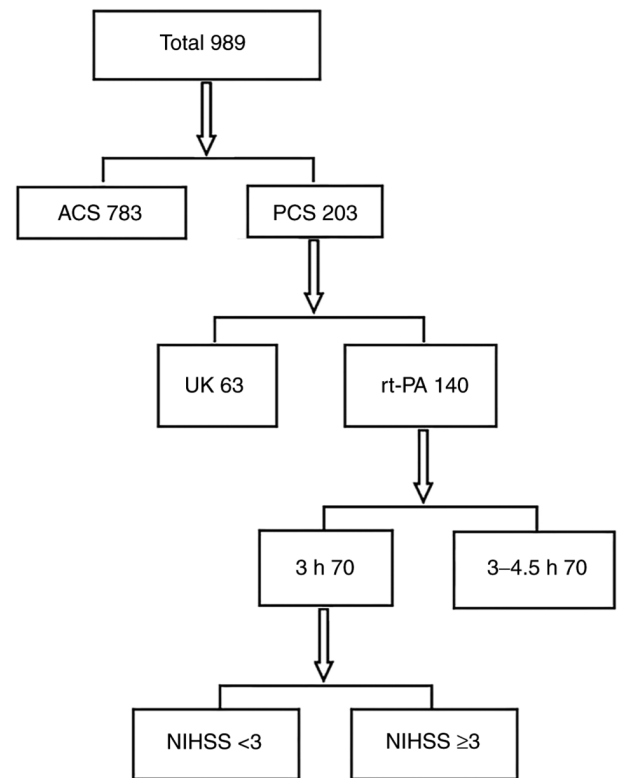 Total 989
ACS 783
PCS 203
UK 63
rt-PA 140
3 h 70
3–4.5 h 70
NIHSS <3
NIHSS ≥3